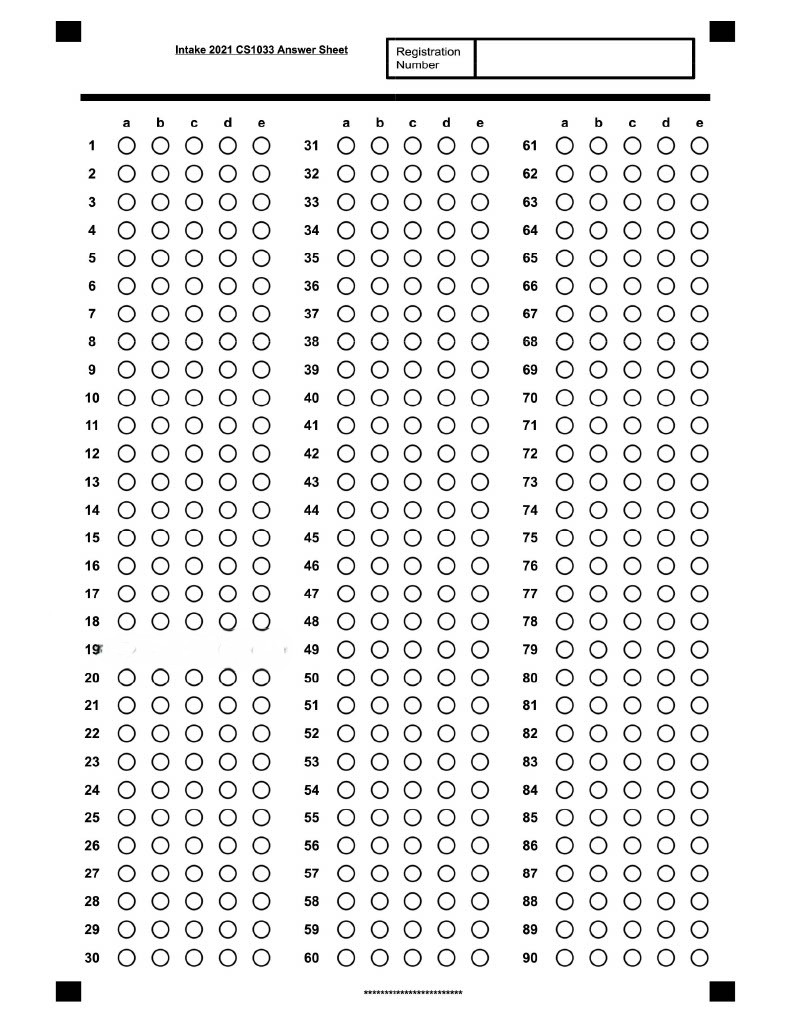 Intake 2021 CS1033 Answer Sheet
Registration
Number
a b c d e a b c d e a b c d e
1 31 61
2 32 62
3 33 63
4 34 64
5 35 65
6 36 66
7 37 67
8 38 68
9 39 69
10 40 70
11 41 71
12 42 72
13 43 73
14 44 74
15 45 75
16 46 76
17 47 77
18 48 78
19 49 79
20 50 80
21 51 81
22 52 82
23 53 83
24 54 84
25 55 85
26 56 86
27 57 87
28 58 88
29 59 89
30 60 90
************************